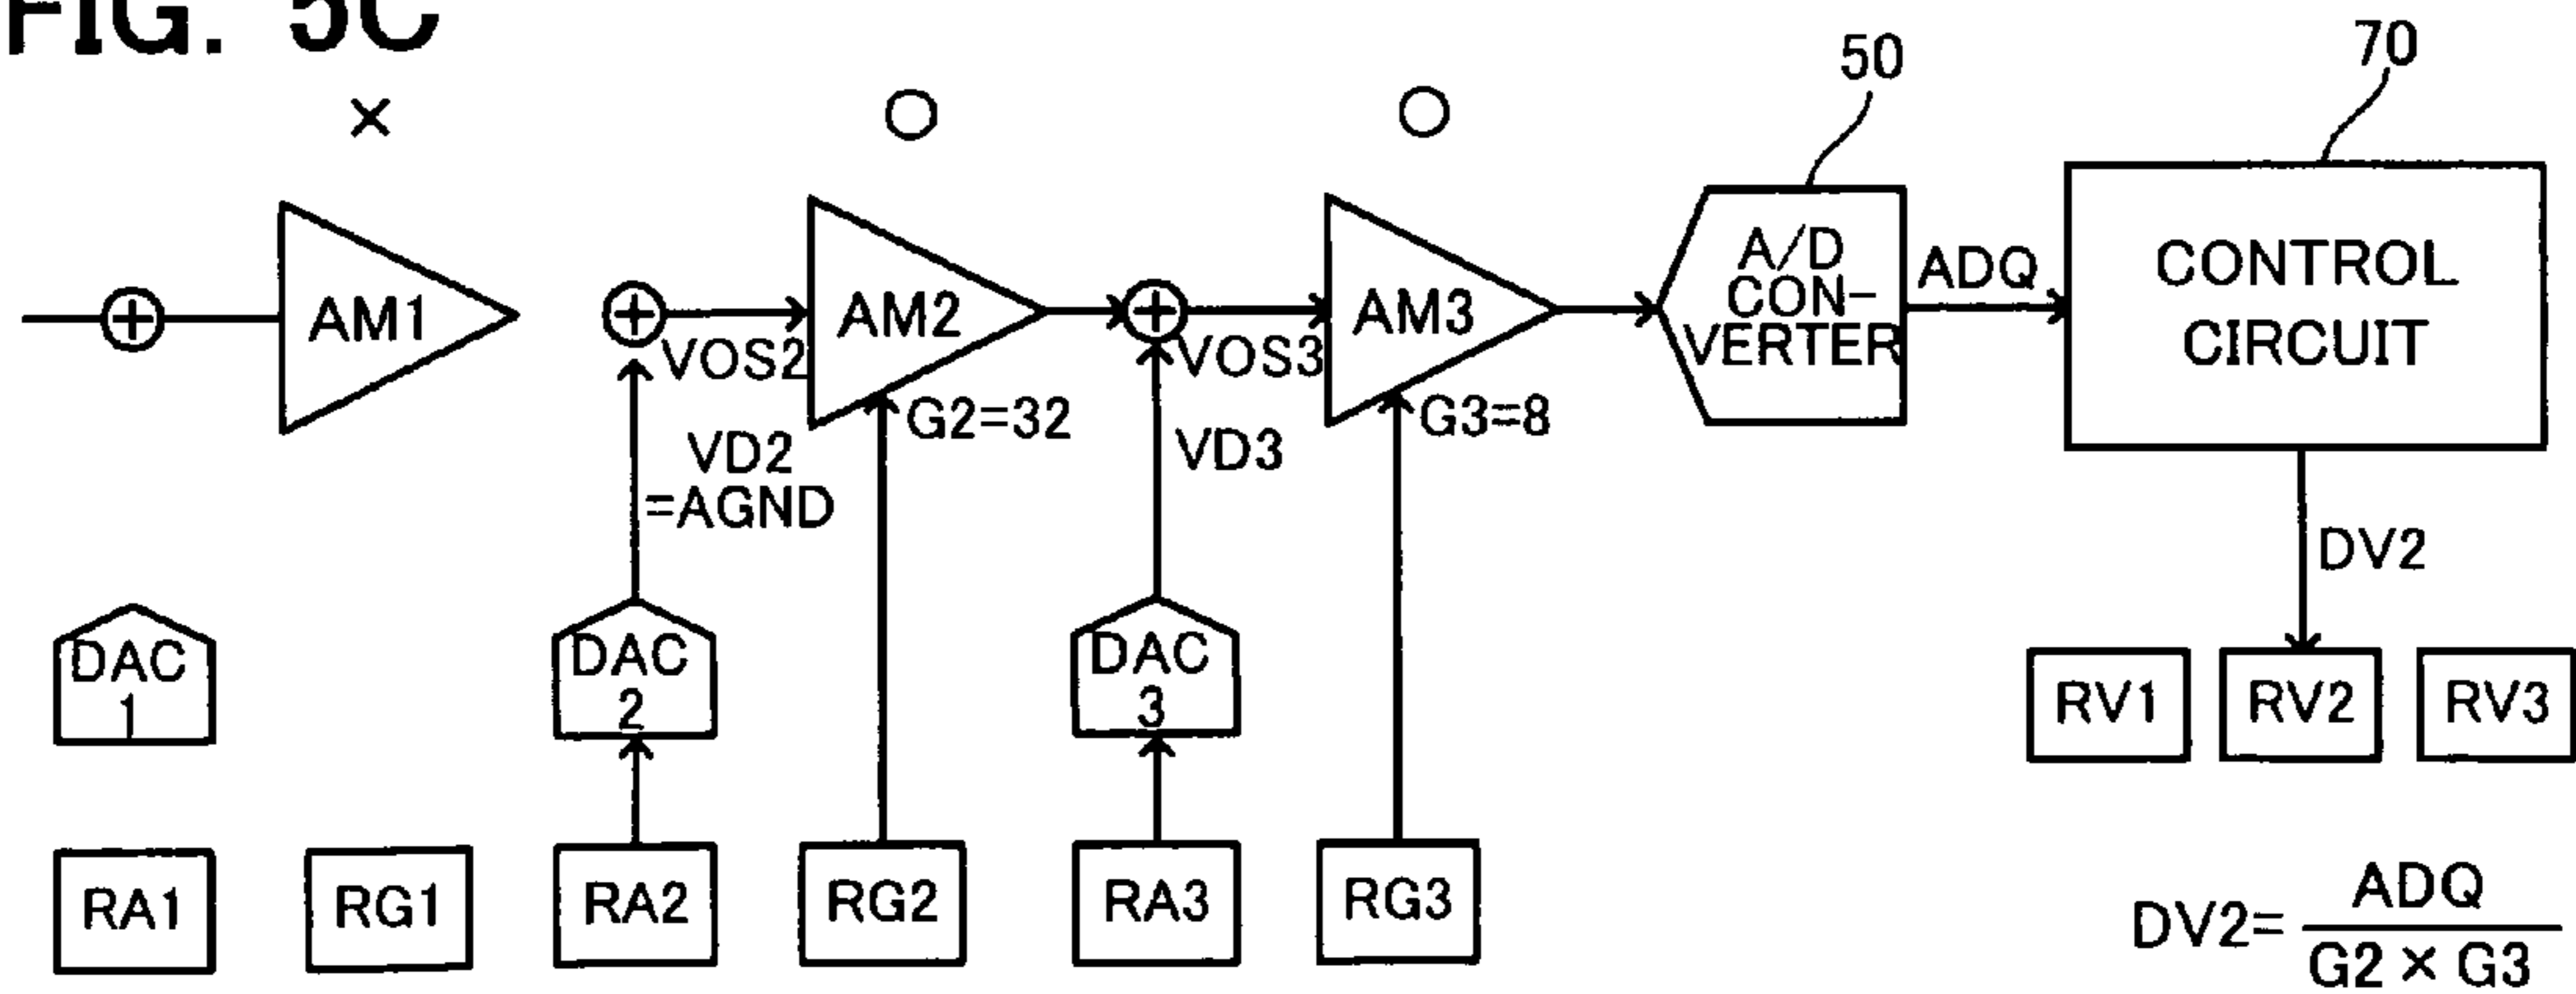 FIG. 5C
50
70
×
○
○
AM1
AM2
AM3
A/D
CON-
VERTER
ADQ
CONTROL
CIRCUIT
VOS2
VOS3
G2=32
G3=8
VD2
=AGND
VD3
DV2
DAC
1
DAC
2
DAC
3
RV1
RV2
RV3
RA1
RG1
RA2
RG2
RA3
RG3
DV2= ADQ
G2 × G3